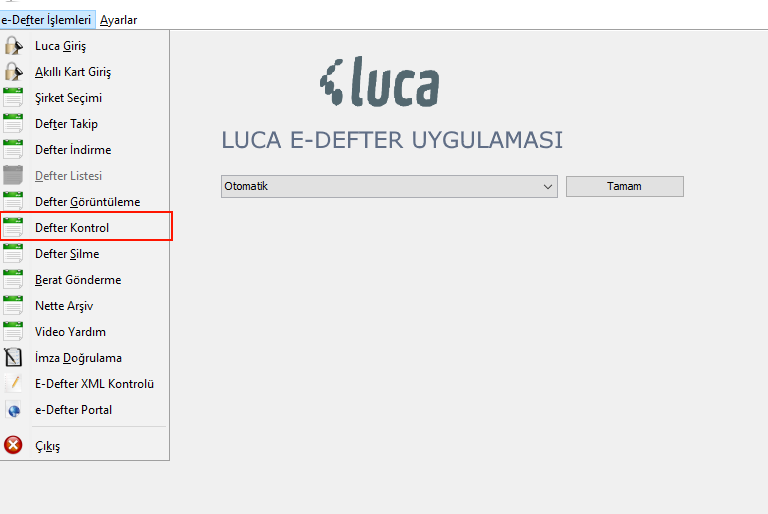 e-Defter İşlemleri Ayarlar
Luca Giriş
Akıllı Kart Giriş
Şirket Seçimi
Defter Takip
Defter İndirme
Defter Listesi
Defter Görüntüleme
Defter Kontrol
Defter Silme
Berat Gönderme
Nette Arşiv
Video Yardım
İmza Doğrulama
E-Defter XML Kontrolü
e-Defter Portal
Çıkış
luca
LUCA E-DEFTER UYGULAMASI
Otomatik
Tamam